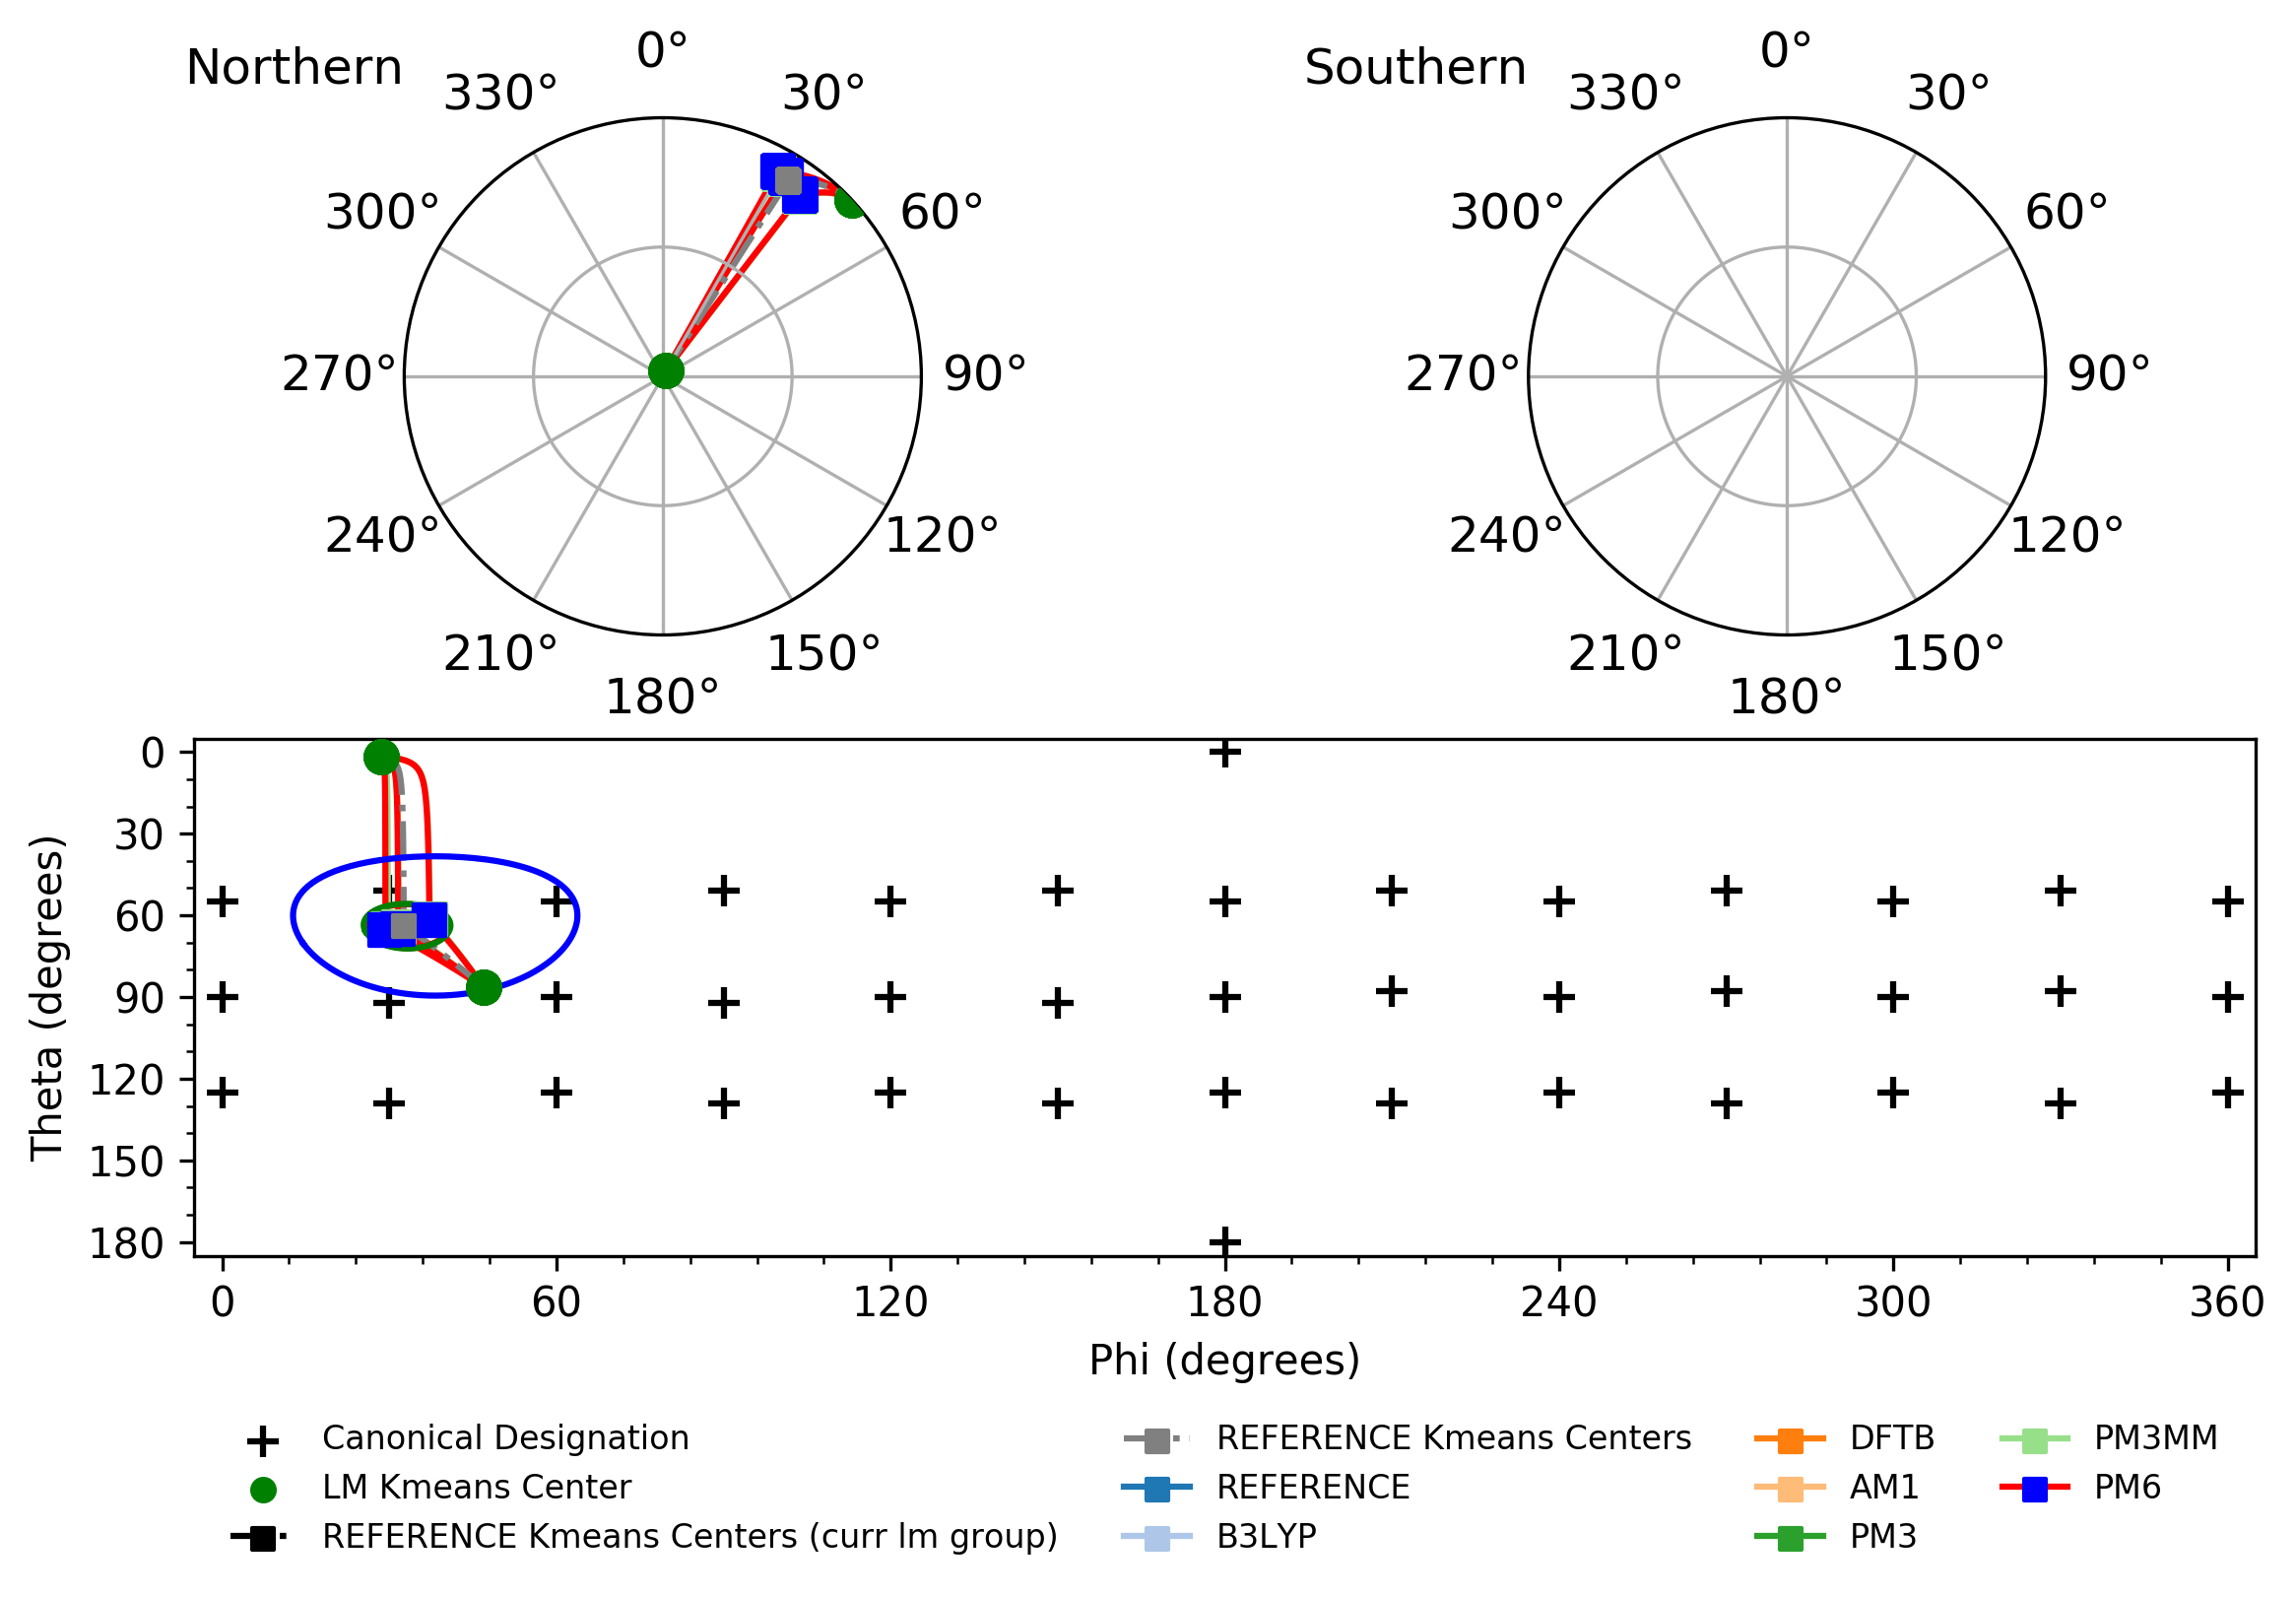 Northern
0°
330°
30°
300°
60°
270°
90°
240°
120°
210°
150°
180°
Southern
0°
330°
30°
300°
60°
270°
90°
240°
120°
210°
150°
180°
Theta (degrees)
0
30
60
90
120
150
180
0 60 120 180 240 300 360
Phi (degrees)
Canonical Designation
LM Kmeans Center
REFERENCE Kmeans Centers (curr lm group)
REFERENCE Kmeans Centers
REFERENCE
B3LYP
DFTB
AM1
PM3
PM3MM
PM6